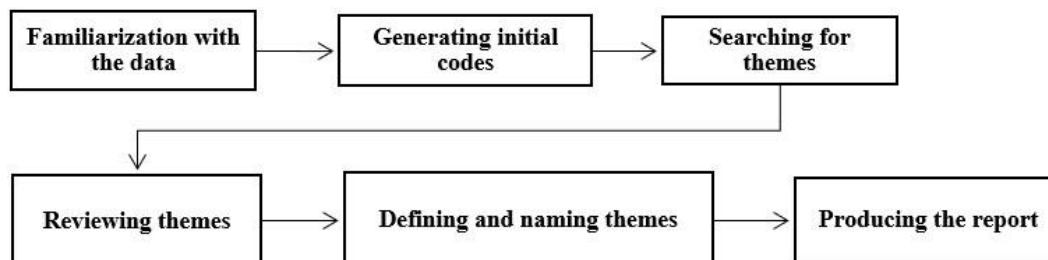 Familiarization with
the data
Generating initial
codes
Searching for
themes
Reviewing themes
Defining and naming themes
Producing the report